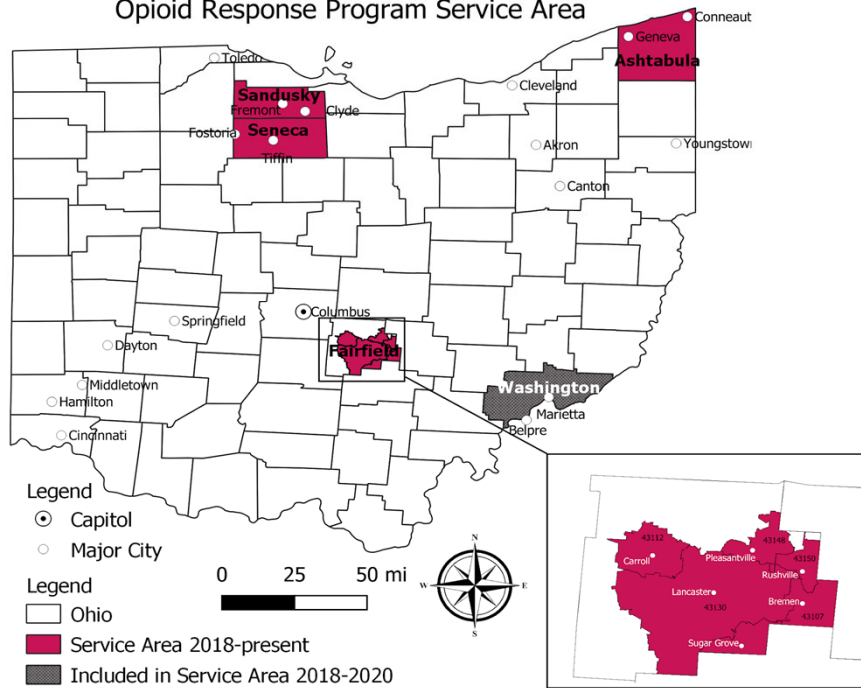 Opioid Response Program Service Area
Conneaut
Geneva
Ashtabula
Toledo
Cleveland
Sandusky
Fremont
Clyde
Fostoria
Seneca
Tiffin
Akron
Youngstown
Canton
Columbus
Springfield
Fairfield
Dayton
Washington
Middletown
Marietta
Hamilton
Belpre
Cincinnati
Legend
Capitol
Major City
0 25 50 mi
N
W E
S
Legend
Ohio
Service Area 2018-present
Included in Service Area 2018-2020
43112
43148
Pleasantville
Carroll
43150
Rushville
Lancaster
Bremen
43130
43107
Sugar Grove